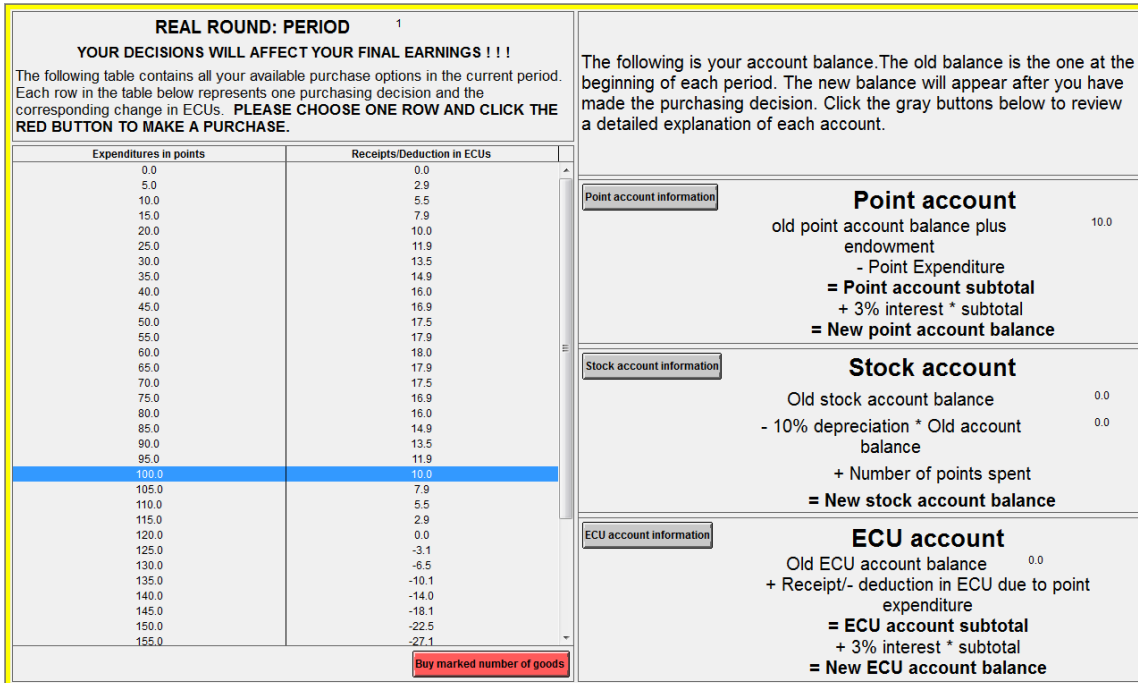 REAL ROUND: PERIOD 1
YOUR DECISIONS WILL AFFECT YOUR FINAL EARNINGS ! ! !
The following table contains all your available purchase options in the current period.
Each row in the table below represents one purchasing decision and the
corresponding change in ECUs. PLEASE CHOOSE ONE ROW AND CLICK THE
RED BUTTON TO MAKE A PURCHASE.
Expenditures in points Receipts/Deduction in ECUs
0.0 0.0
5.0 2.9
10.0 5.5
15.0 7.9
20.0 10.0
25.0 11.9
30.0 13.5
35.0 14.9
40.0 16.0
45.0 16.9
50.0 17.5
55.0 17.9
60.0 18.0
65.0 17.9
70.0 17.5
75.0 16.9
80.0 16.0
85.0 14.9
90.0 13.5
95.0 11.9
100.0 10.0
105.0 7.9
110.0 5.5
115.0 2.9
120.0 0.0
125.0 -3.1
130.0 -6.5
135.0 -10.1
140.0 -14.0
145.0 -18.1
150.0 -22.5
155.0 -27.1
Buy marked number of goods
The following is your account balance.The old balance is the one at the
beginning of each period. The new balance will appear after you have
made the purchasing decision. Click the gray buttons below to review
a detailed explanation of each account.
Point account information
Point account
old point account balance plus 10.0
endowment
- Point Expenditure
= Point account subtotal
+ 3% interest * subtotal
= New point account balance
Stock account information
Stock account
Old stock account balance 0.0
- 10% depreciation * Old account 0.0
balance
+ Number of points spent
= New stock account balance
ECU account information
ECU account
Old ECU account balance 0.0
+ Receipt/- deduction in ECU due to point
expenditure
= ECU account subtotal
+ 3% interest * subtotal
= New ECU account balance